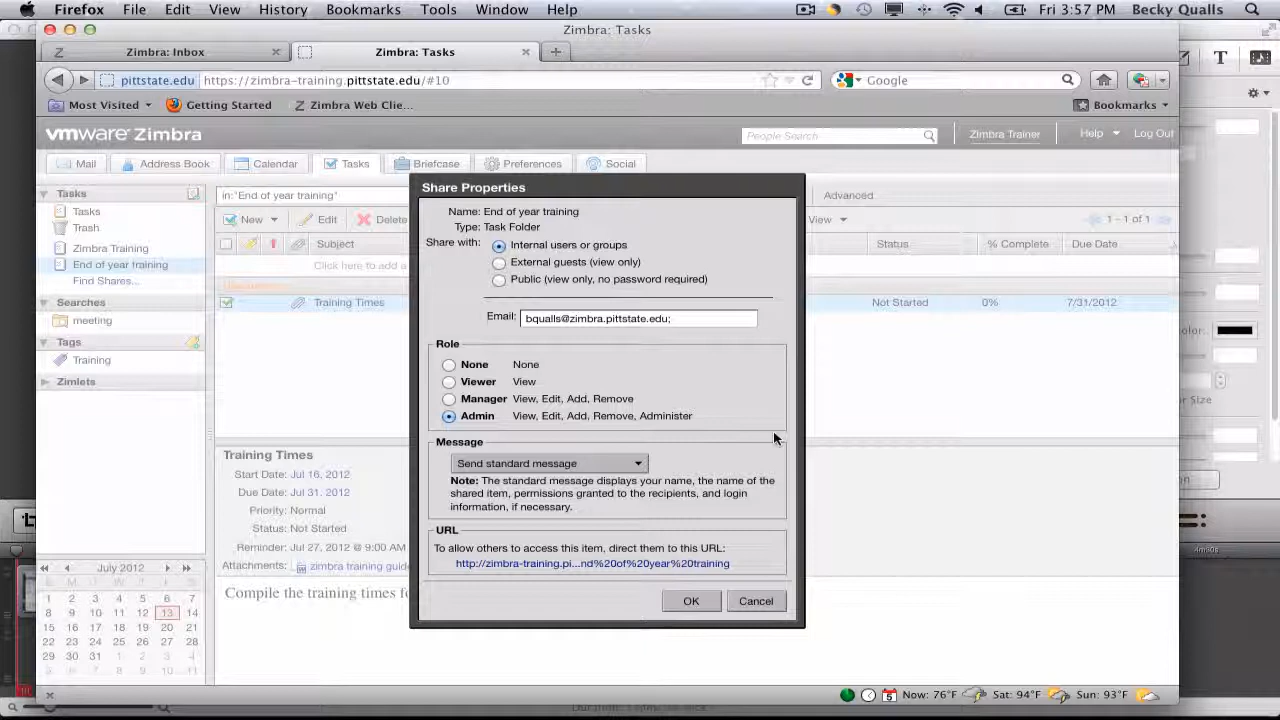 Firefox File Edit View History Bookmarks Tools Window Help Fri 3:57 PM Becky Qualls
Zimbra: Tasks
Zimbra: Inbox Zimbra: Tasks
pittstate.edu https://zimbra-training.pittstate.edu/#10 Google
Most Visited Getting Started Zimbra Web Clie... Bookmarks
vmware Zimbra People Search Zimbra Trainer Help Log Out
Mail Address Book Calendar Tasks Briefcase Preferences Social
Tasks
Tasks
Trash
Zimbra Training
End of year training
Find Shares...
Searches
meeting
Tags
Training
Zimlets
in:"End of year training" Advanced
New Edit Delete View 1 - 1 of 1
Subject Status % Complete Due Date
Click here to add a
Training Times Not Started 0% 7/31/2012
Share Properties
Name: End of year training
Type: Task Folder
Share with: Internal users or groups
External guests (view only)
Public (view only, no password required)
Email: bqualls@zimbra.pittstate.edu;
Role
None None
Viewer View
Manager View, Edit, Add, Remove
Admin View, Edit, Add, Remove, Administer
Message
Send standard message
Note: The standard message displays your name, the name of the
shared item, permissions granted to the recipients, and login
information, if necessary.
URL
To allow others to access this item, direct them to this URL:
http://zimbra-training.pi...nd%20of%20year%20training
OK Cancel
Training Times
Start Date: Jul 16, 2012
Due Date: Jul 31, 2012
Priority: Normal
Status: Not Started
Reminder: Jul 27, 2012 @ 9:00 AM
Attachments: zimbra training guide
Compile the training times fo
July 2012
S M T W T F S
1 2 3 4 5 6 7
8 9 10 11 12 13 14
15 16 17 18 19 20 21
22 23 24 25 26 27 28
29 30 31 1 2 3 4
5 6 7 8 9 10 11
Now: 76°F Sat: 94°F Sun: 93°F